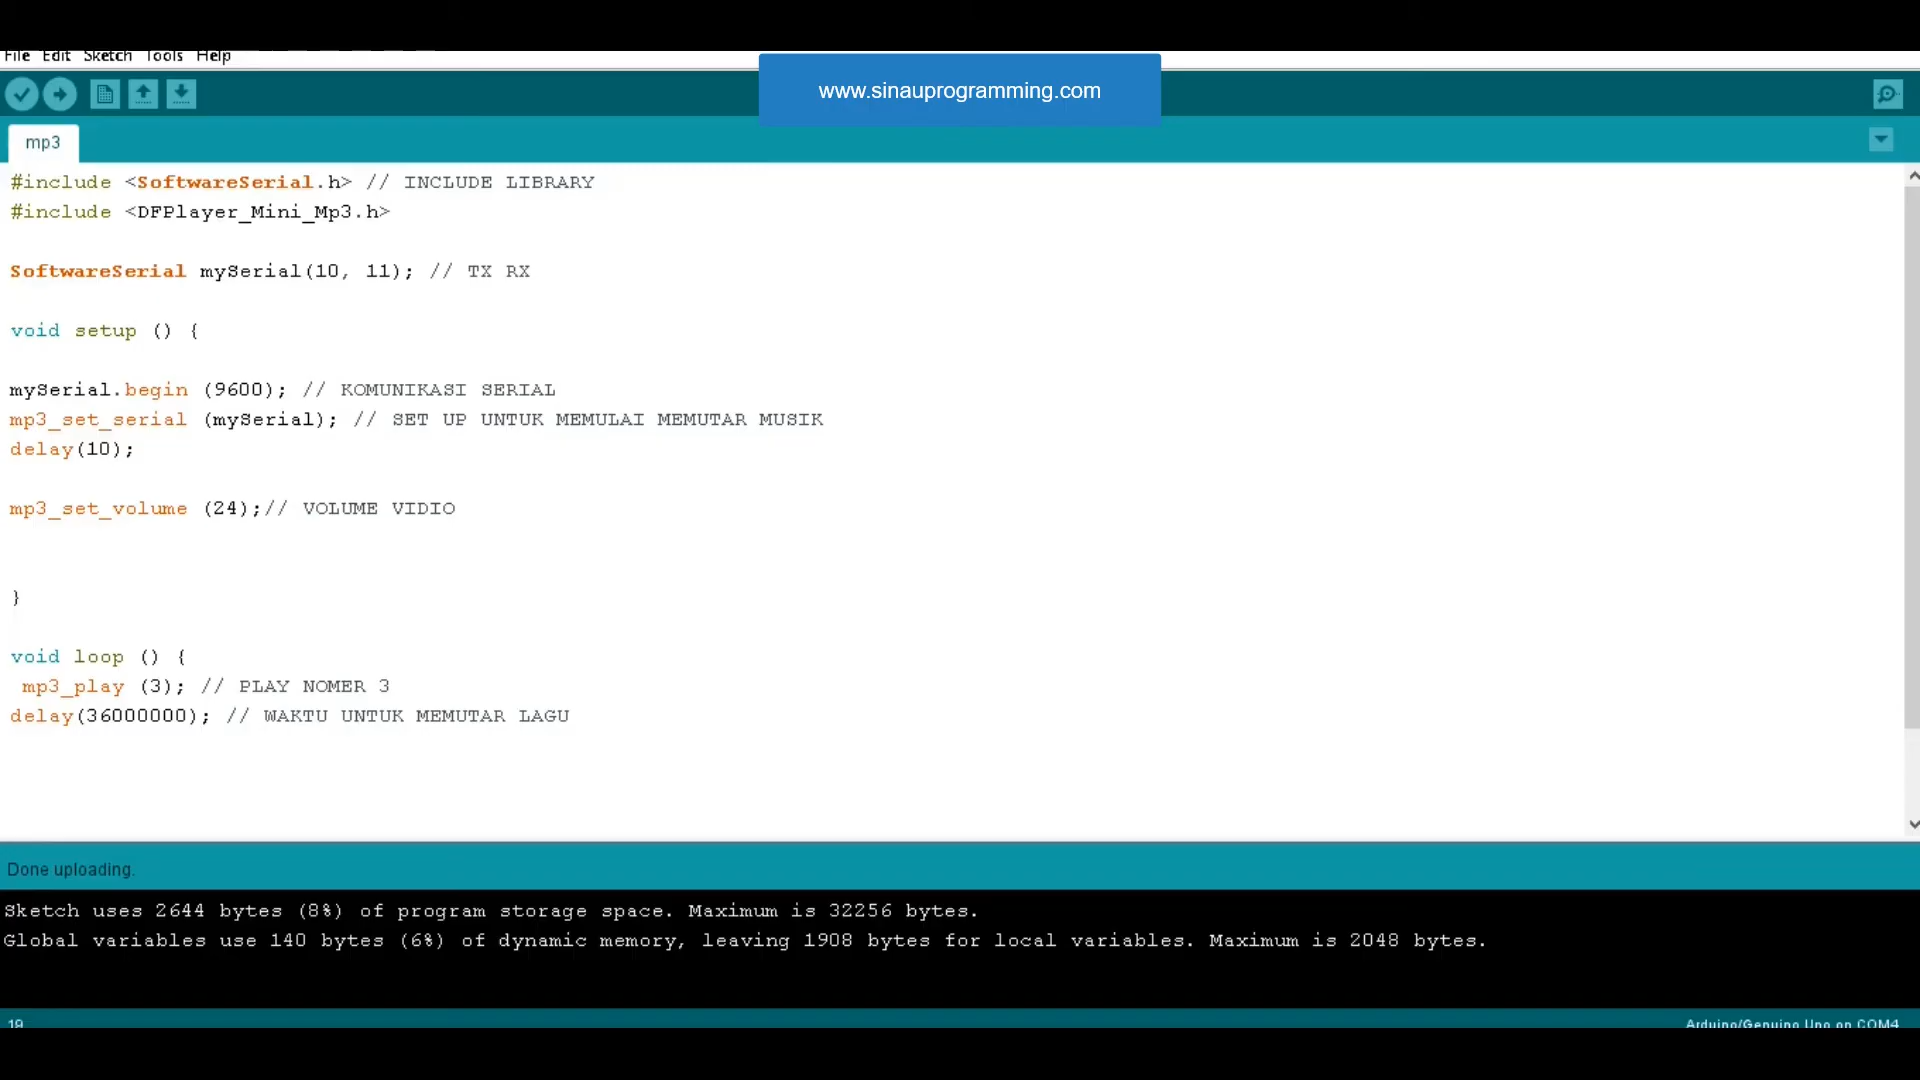 File Edit Sketch Tools Help
www.sinauprogramming.com
mp3
#include <SoftwareSerial.h> // INCLUDE LIBRARY
#include <DFPlayer_Mini_Mp3.h>
SoftwareSerial mySerial(10, 11); // TX RX
void setup () {
mySerial.begin (9600); // KOMUNIKASI SERIAL
mp3_set_serial (mySerial); // SET UP UNTUK MEMULAI MEMUTAR MUSIK
delay(10);
mp3_set_volume (24);// VOLUME VIDIO
}
void loop () {
mp3_play (3); // PLAY NOMER 3
delay(36000000); // WAKTU UNTUK MEMUTAR LAGU
Done uploading.
Sketch uses 2644 bytes (8%) of program storage space. Maximum is 32256 bytes.
Global variables use 140 bytes (6%) of dynamic memory, leaving 1908 bytes for local variables. Maximum is 2048 bytes.
19
Arduino/Genuino Uno on COM4